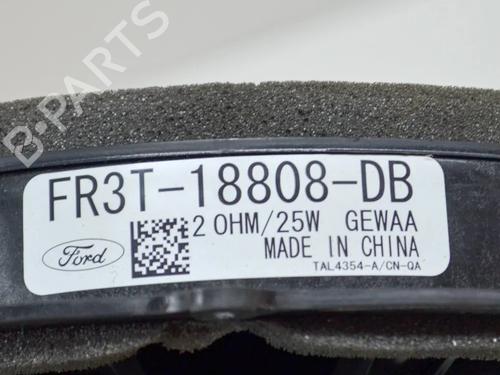 B-PARTS
FR3T-18808-DB
2 OHM/25W GEWAA
Ford
MADE IN CHINA
TAL4354-A/CN-QA